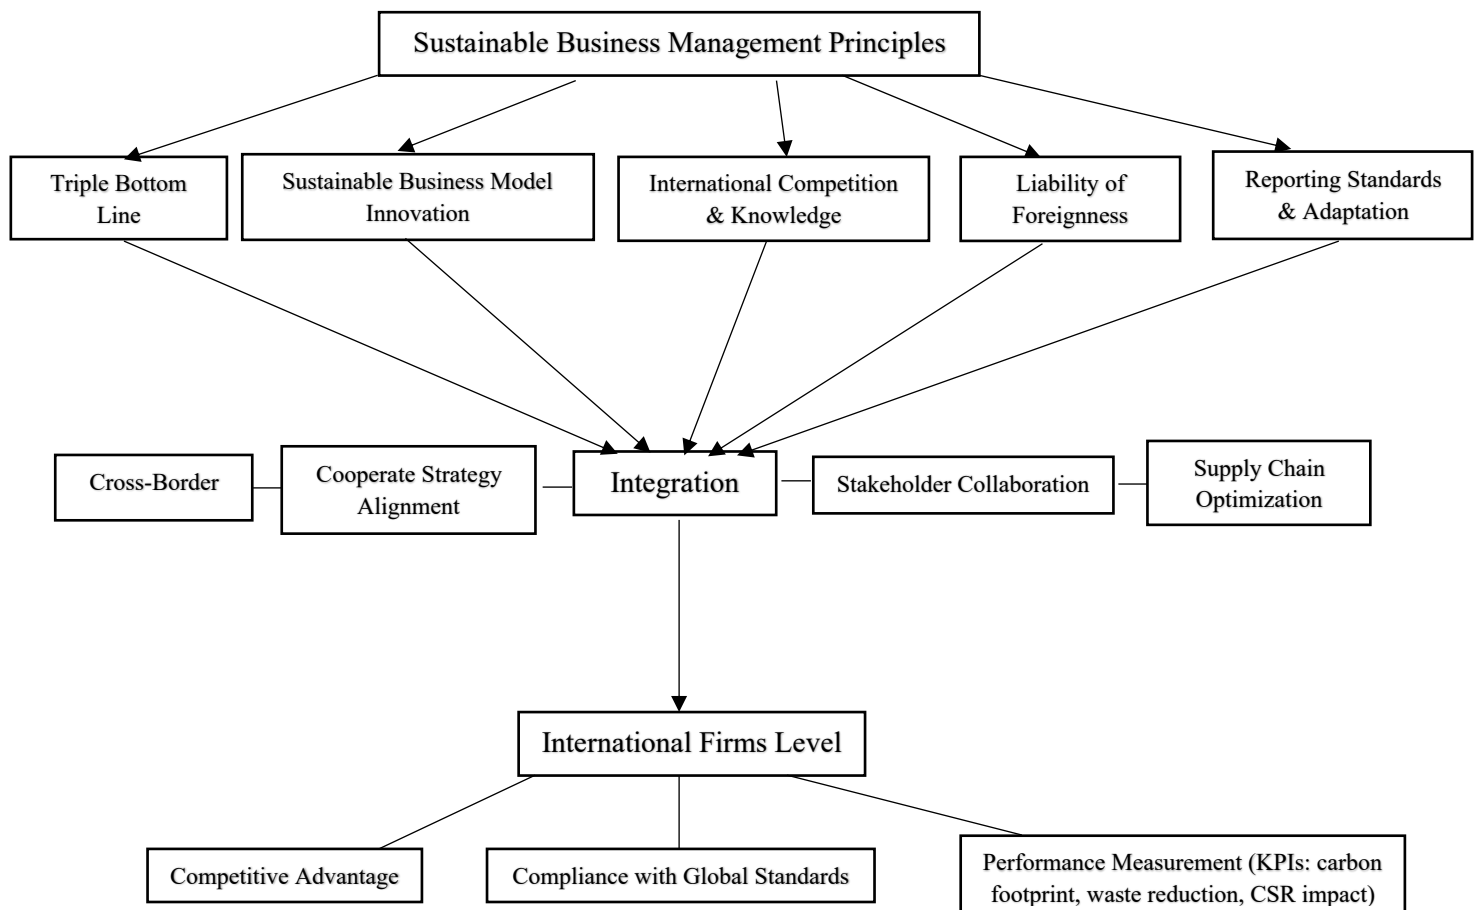 Sustainable Business Management Principles
Triple Bottom
Line
Sustainable Business Model
Innovation
International Competition
& Knowledge
Liability of
Foreignness
Reporting Standards
& Adaptation
Cross-Border
Cooperate Strategy
Alignment
Integration
Stakeholder Collaboration
Supply Chain
Optimization
International Firms Level
Competitive Advantage
Compliance with Global Standards
Performance Measurement (KPIs: carbon
footprint, waste reduction, CSR impact)